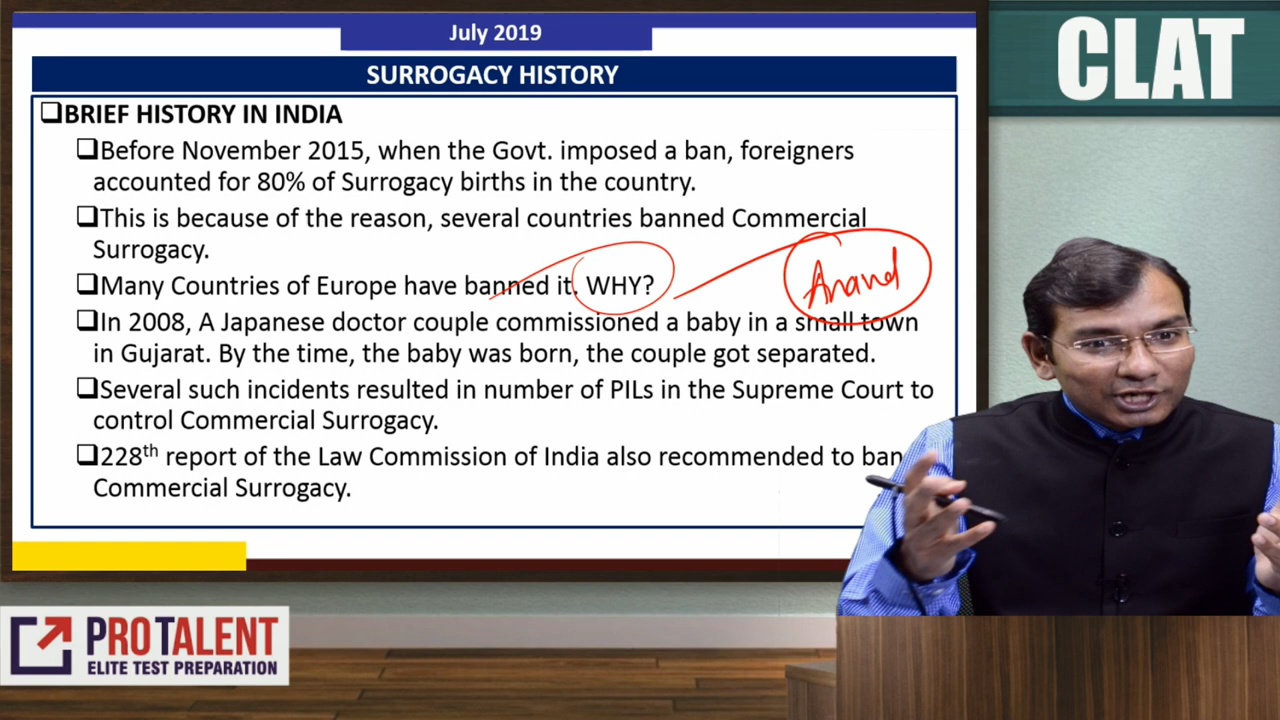 July 2019
CLAT
SURROGACY HISTORY
❑BRIEF HISTORY IN INDIA
❑Before November 2015, when the Govt. imposed a ban, foreigners
accounted for 80% of Surrogacy births in the country.
❑This is because of the reason, several countries banned Commercial
Surrogacy.
❑Many Countries of Europe have banned it. WHY?
Anand
❑In 2008, A Japanese doctor couple commissioned a baby in a small town
in Gujarat. By the time, the baby was born, the couple got separated.
❑Several such incidents resulted in number of PILs in the Supreme Court to
control Commercial Surrogacy.
❑228th report of the Law Commission of India also recommended to ban
Commercial Surrogacy.
PRO TALENT
ELITE TEST PREPARATION